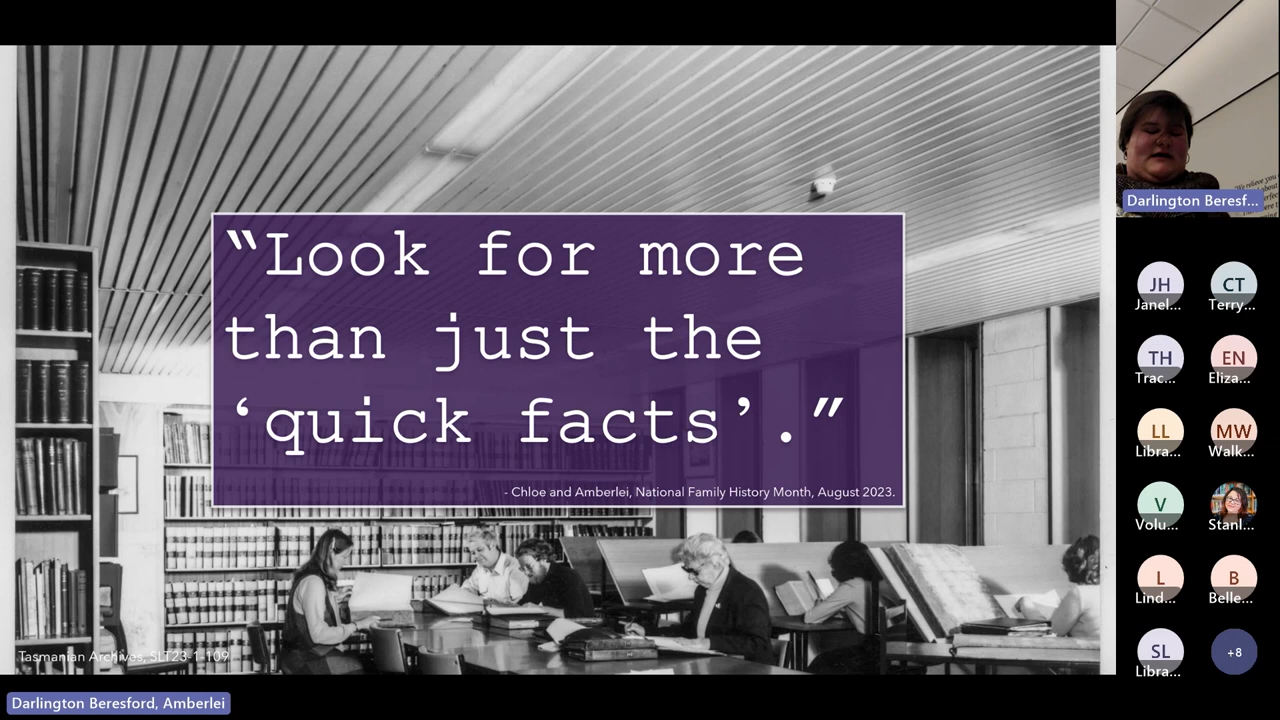 “Look for more
than just the
‘quick facts’.”
- Chloe and Amberlei, National Family History Month, August 2023.
Tasmanian Archives, SLT23-1-109
Darlington Beresford, Amberlei
Darlington Beresf...
JH
Janel...
CT
Terry...
TH
Trac...
EN
Eliza...
LL
Libra...
MW
Walk...
V
Volu...
Stanl...
L
Lind...
B
Belle...
SL
Libra...
+8